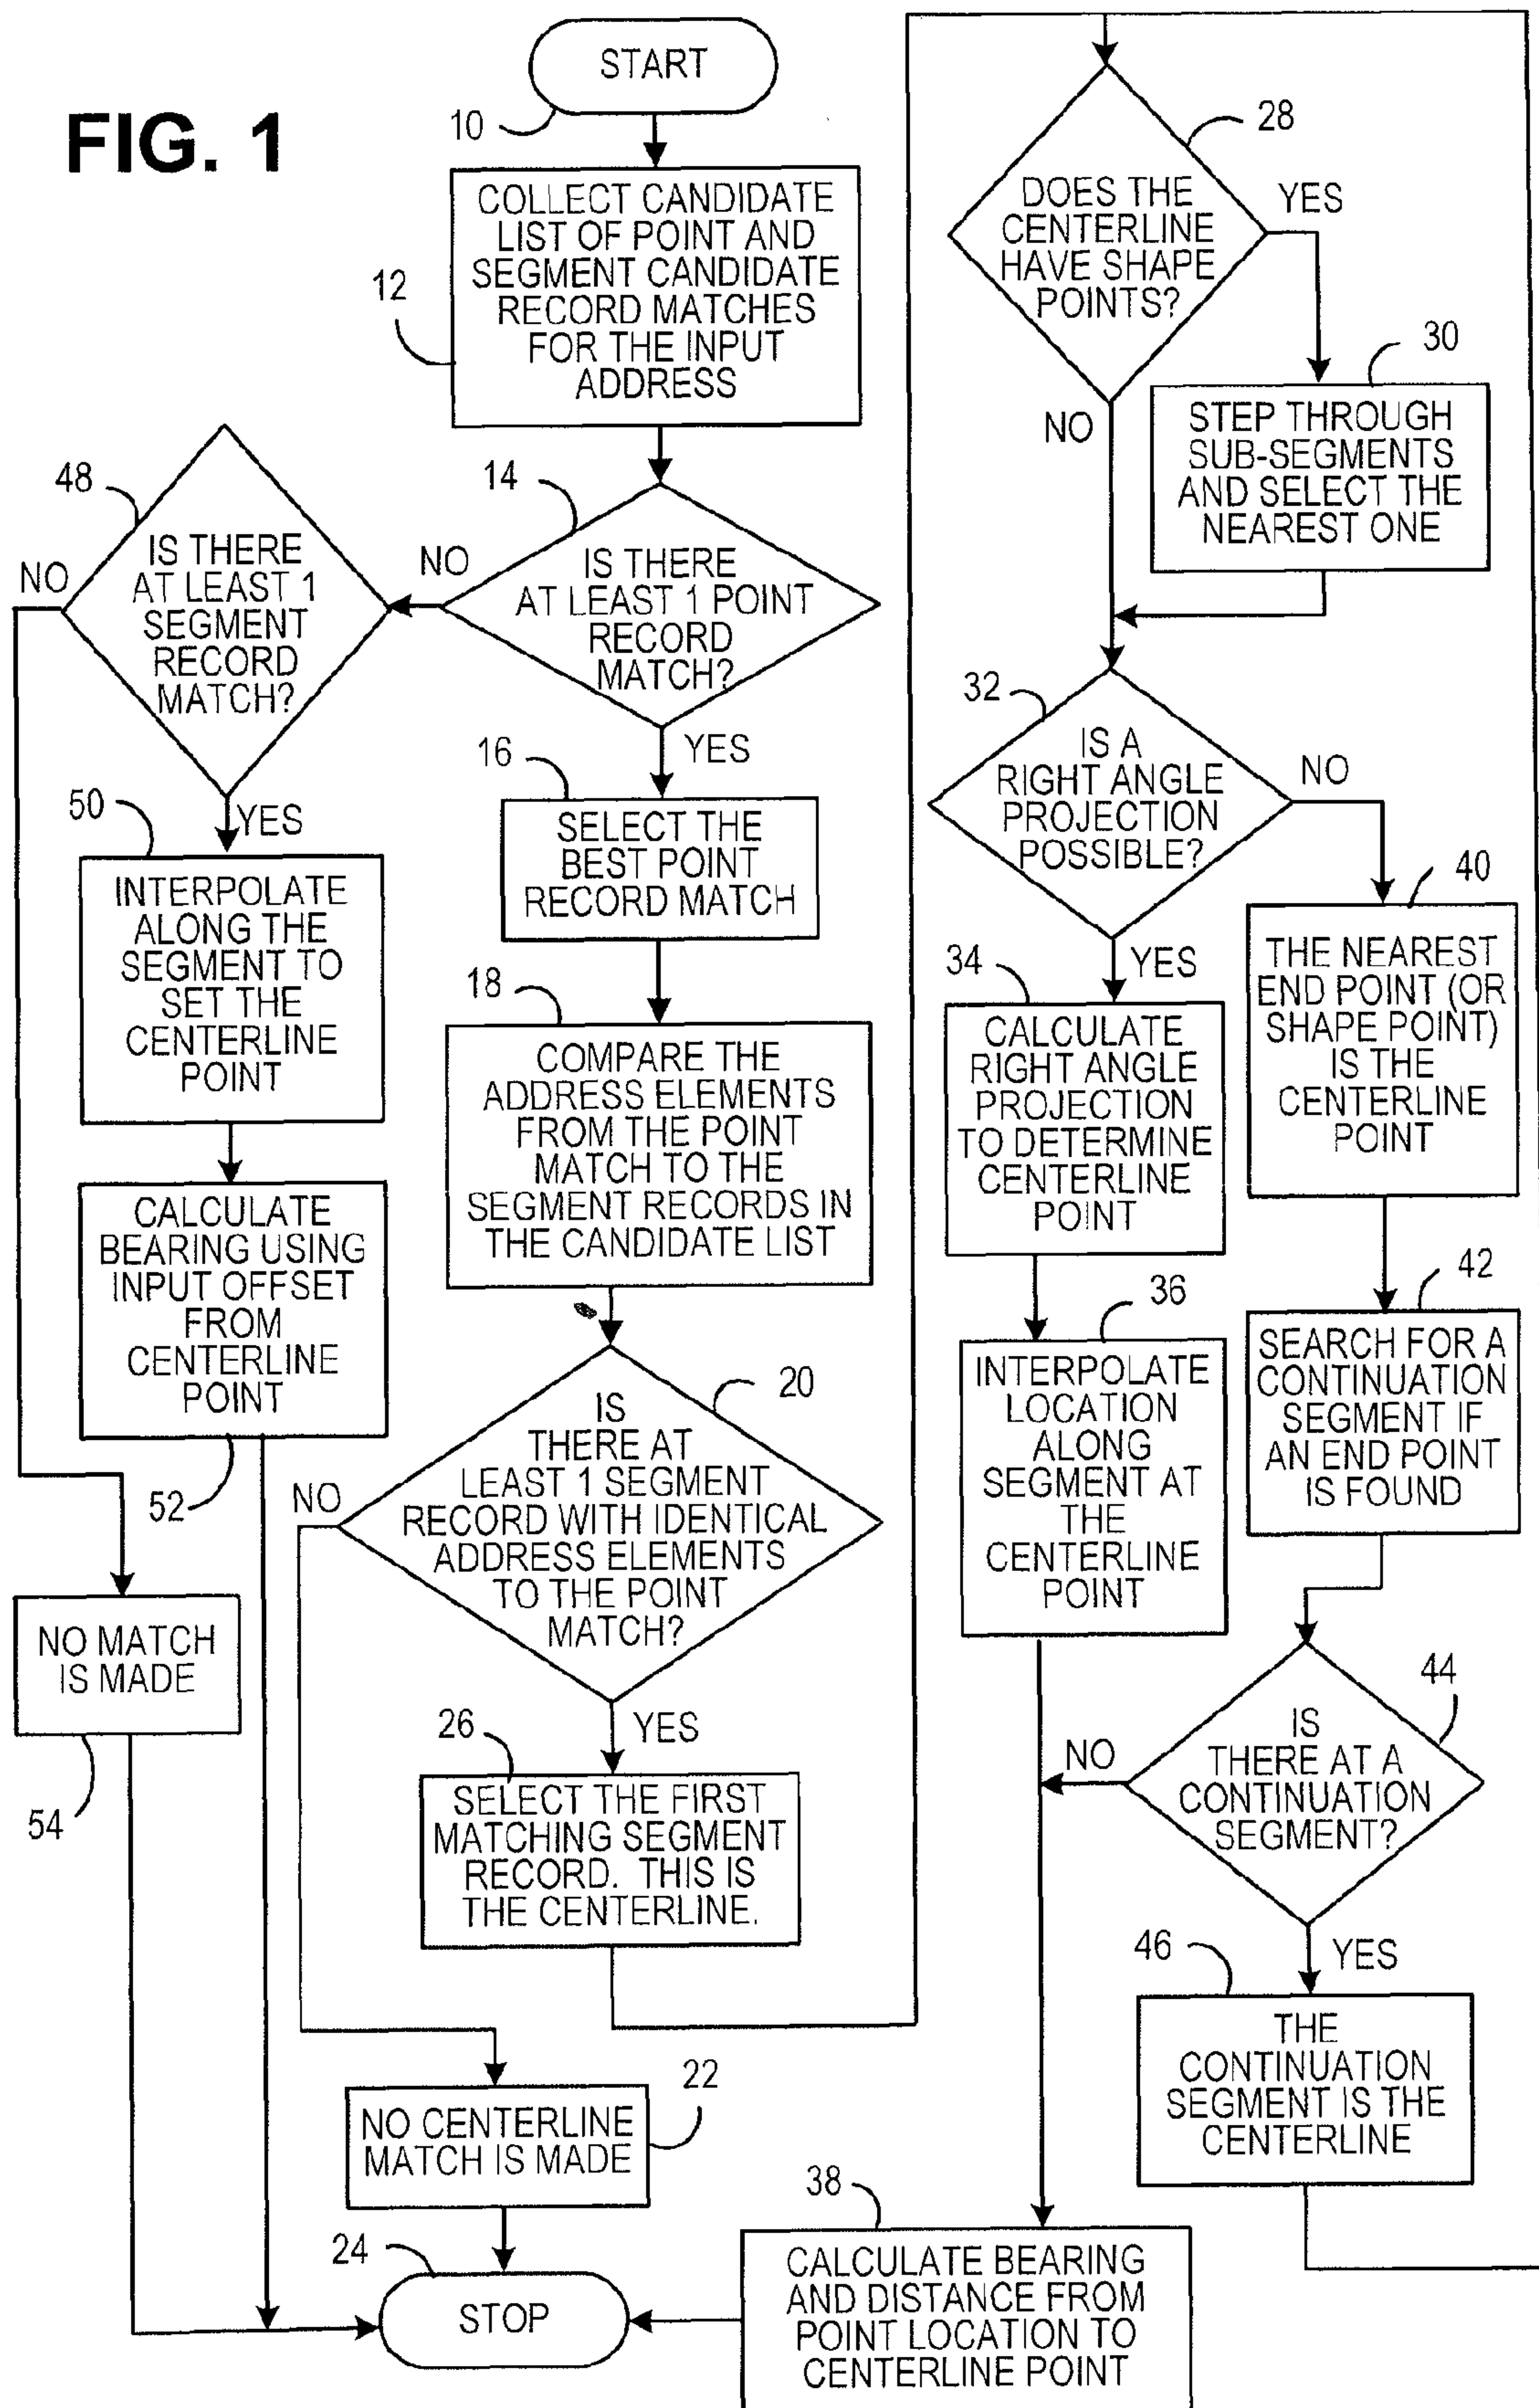 FIG. 1
START
10
COLLECT CANDIDATE
LIST OF POINT AND
SEGMENT CANDIDATE
RECORD MATCHES
FOR THE INPUT
ADDRESS
12
14
IS THERE
AT LEAST 1 POINT
RECORD
MATCH?
NO
YES
48
IS THERE
AT LEAST 1
SEGMENT
RECORD
MATCH?
NO
YES
50
INTERPOLATE
ALONG THE
SEGMENT TO
SET THE
CENTERLINE
POINT
CALCULATE
BEARING USING
INPUT OFFSET
FROM
CENTERLINE
POINT
52
NO MATCH
IS MADE
54
16
SELECT THE
BEST POINT
RECORD MATCH
18
COMPARE THE
ADDRESS ELEMENTS
FROM THE POINT
MATCH TO THE
SEGMENT RECORDS IN
THE CANDIDATE LIST
20
IS
THERE AT
LEAST 1 SEGMENT
RECORD WITH IDENTICAL
ADDRESS ELEMENTS
TO THE POINT
MATCH?
NO
YES
26
SELECT THE FIRST
MATCHING SEGMENT
RECORD. THIS IS
THE CENTERLINE.
22
NO CENTERLINE
MATCH IS MADE
24
STOP
28
DOES THE
CENTERLINE
HAVE SHAPE
POINTS?
YES
NO
30
STEP THROUGH
SUB-SEGMENTS
AND SELECT THE
NEAREST ONE
32
IS A
RIGHT ANGLE
PROJECTION
POSSIBLE?
NO
YES
34
CALCULATE
RIGHT ANGLE
PROJECTION
TO DETERMINE
CENTERLINE
POINT
36
INTERPOLATE
LOCATION
ALONG
SEGMENT AT
THE
CENTERLINE
POINT
40
THE NEAREST
END POINT (OR
SHAPE POINT)
IS THE
CENTERLINE
POINT
42
SEARCH FOR A
CONTINUATION
SEGMENT IF
AN END POINT
IS FOUND
44
IS
THERE AT A
CONTINUATION
SEGMENT?
NO
YES
46
THE
CONTINUATION
SEGMENT IS THE
CENTERLINE
38
CALCULATE BEARING
AND DISTANCE FROM
POINT LOCATION TO
CENTERLINE POINT